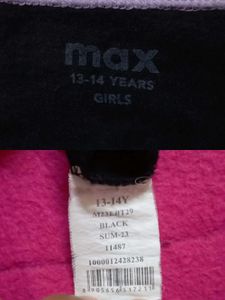 max
13-14 YEARS
GIRLS
13-14Y
BLACK
SUM-23
11487
1000012428238